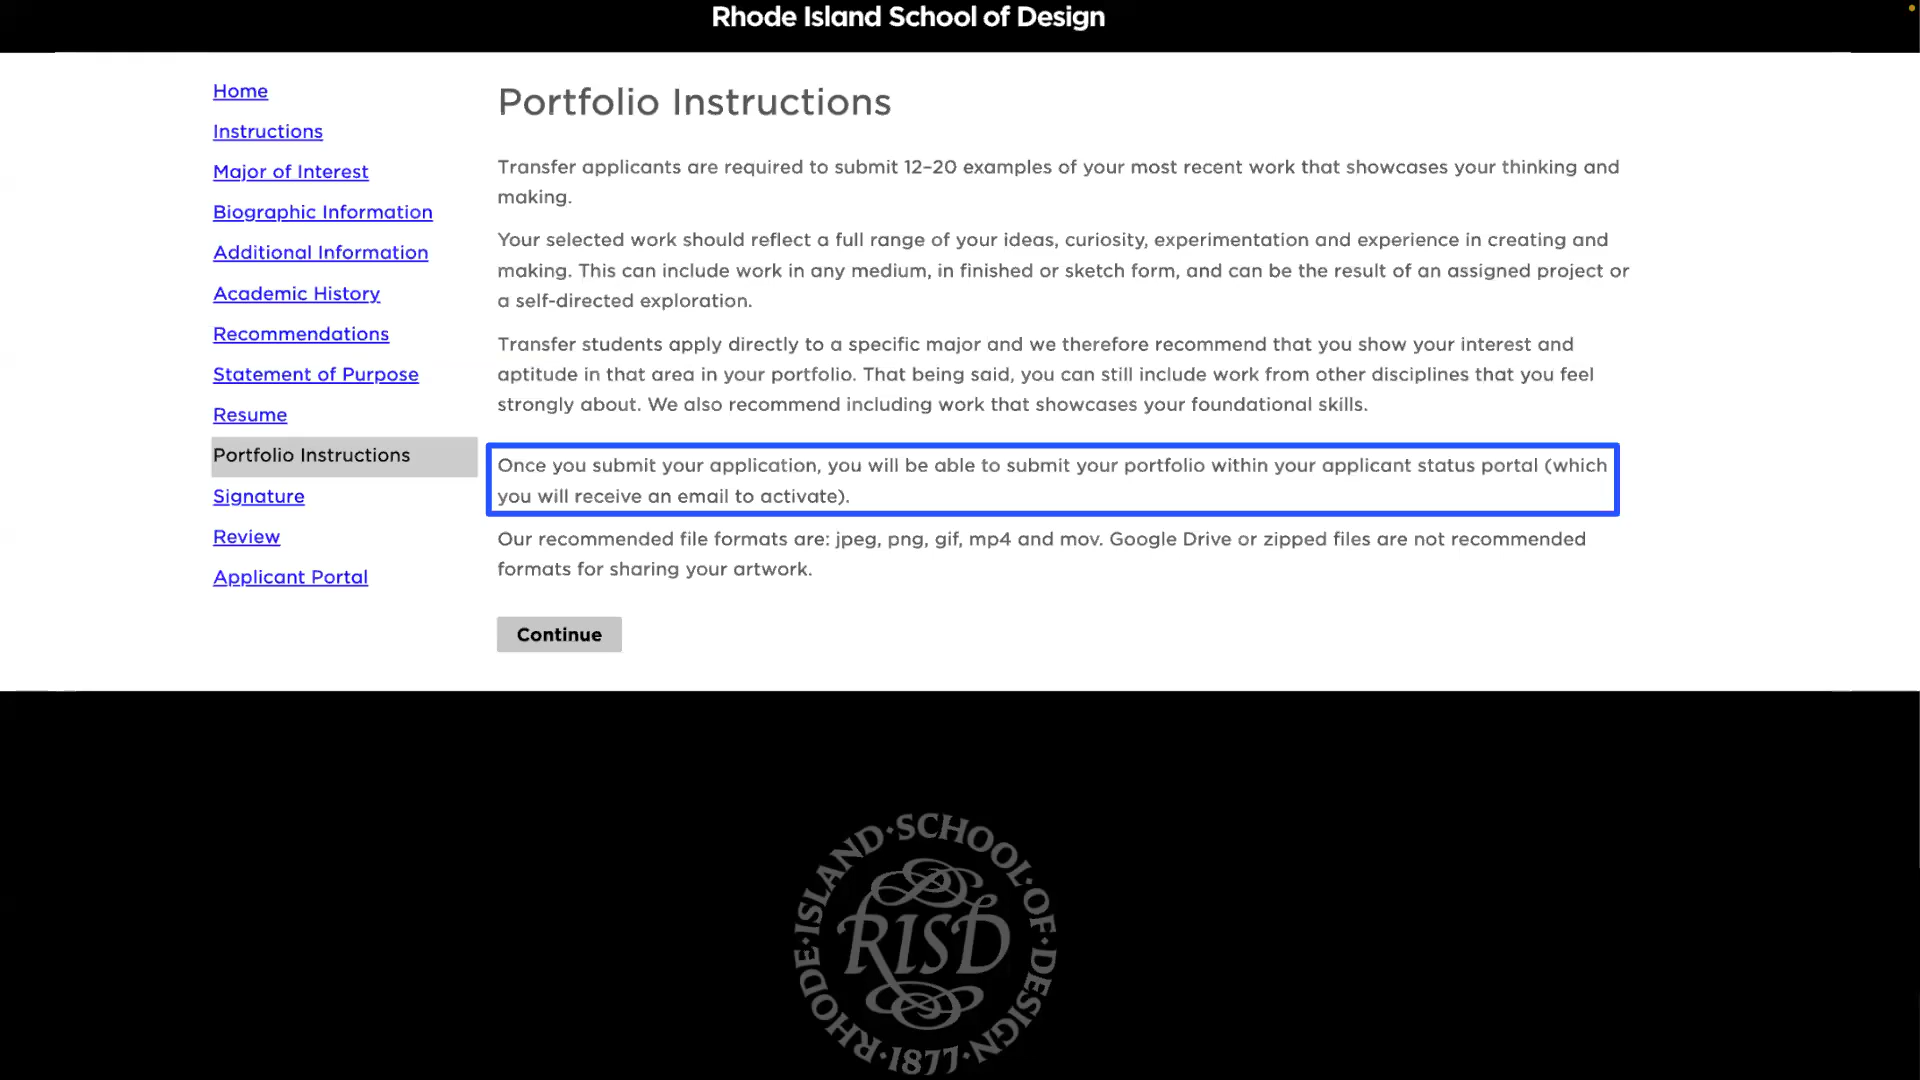 Rhode Island School of Design
Home
Instructions
Major of Interest
Biographic Information
Additional Information
Academic History
Recommendations
Statement of Purpose
Resume
Portfolio Instructions
Signature
Review
Applicant Portal
Portfolio Instructions
Transfer applicants are required to submit 12–20 examples of your most recent work that showcases your thinking and
making.
Your selected work should reflect a full range of your ideas, curiosity, experimentation and experience in creating and
making. This can include work in any medium, in finished or sketch form, and can be the result of an assigned project or
a self-directed exploration.
Transfer students apply directly to a specific major and we therefore recommend that you show your interest and
aptitude in that area in your portfolio. That being said, you can still include work from other disciplines that you feel
strongly about. We also recommend including work that showcases your foundational skills.
Once you submit your application, you will be able to submit your portfolio within your applicant status portal (which
you will receive an email to activate).
Our recommended file formats are: jpeg, png, gif, mp4 and mov. Google Drive or zipped files are not recommended
formats for sharing your artwork.
Continue
RHODE·ISLAND·SCHOOL·OF·DESIGN·1877·
RISD